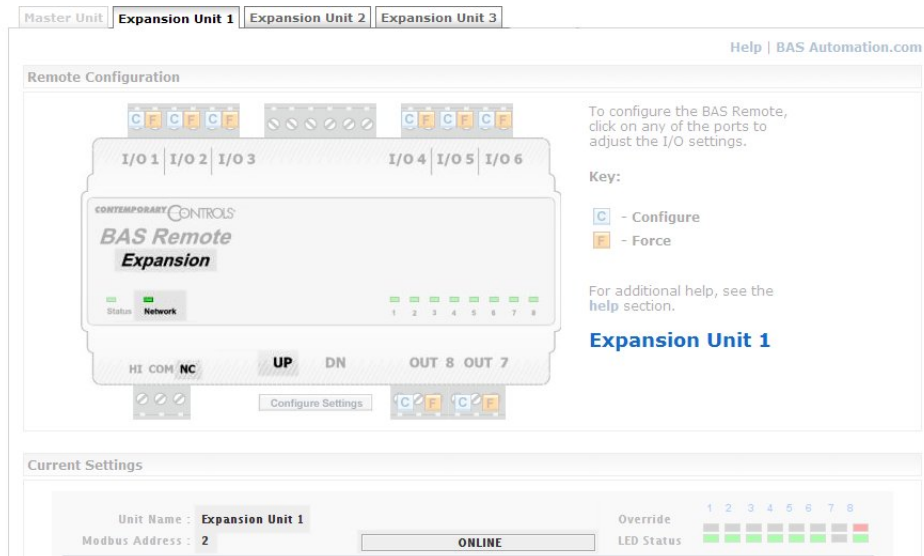 Master Unit Expansion Unit 1 Expansion Unit 2 Expansion Unit 3
Help | BAS Automation.com
Remote Configuration
C F C F C F C F C F C F
I/O 1 I/O 2 I/O 3 I/O 4 I/O 5 I/O 6
CONTEMPORARY CONTROLS
BAS Remote
Expansion
Status Network 1 2 3 4 5 6 7 8
HI COM NC UP DN OUT 8 OUT 7
Configure Settings C F C F
To configure the BAS Remote,
click on any of the ports to
adjust the I/O settings.
Key:
C - Configure
F - Force
For additional help, see the
help section.
Expansion Unit 1
Current Settings
Unit Name : Expansion Unit 1
Modbus Address : 2
ONLINE
1 2 3 4 5 6 7 8
Override
LED Status